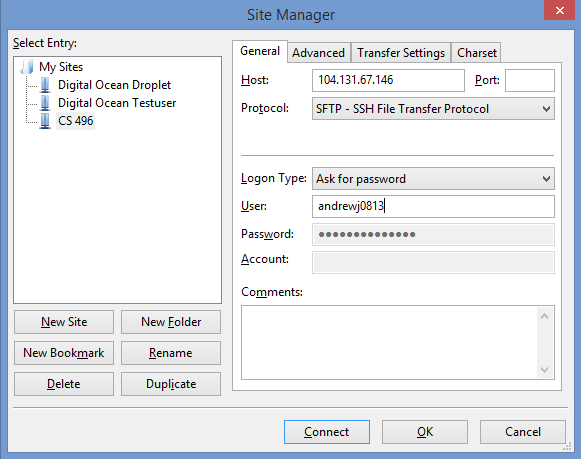 Site Manager
Select Entry:
My Sites
Digital Ocean Droplet
Digital Ocean Testuser
CS 496
New Site
New Folder
New Bookmark
Rename
Delete
Duplicate
General
Advanced
Transfer Settings
Charset
Host:
104.131.67.146
Port:
Protocol:
SFTP - SSH File Transfer Protocol
Logon Type:
Ask for password
User:
andrewj0813
Password:
••••••••••••••
Account:
Comments:
Connect
OK
Cancel